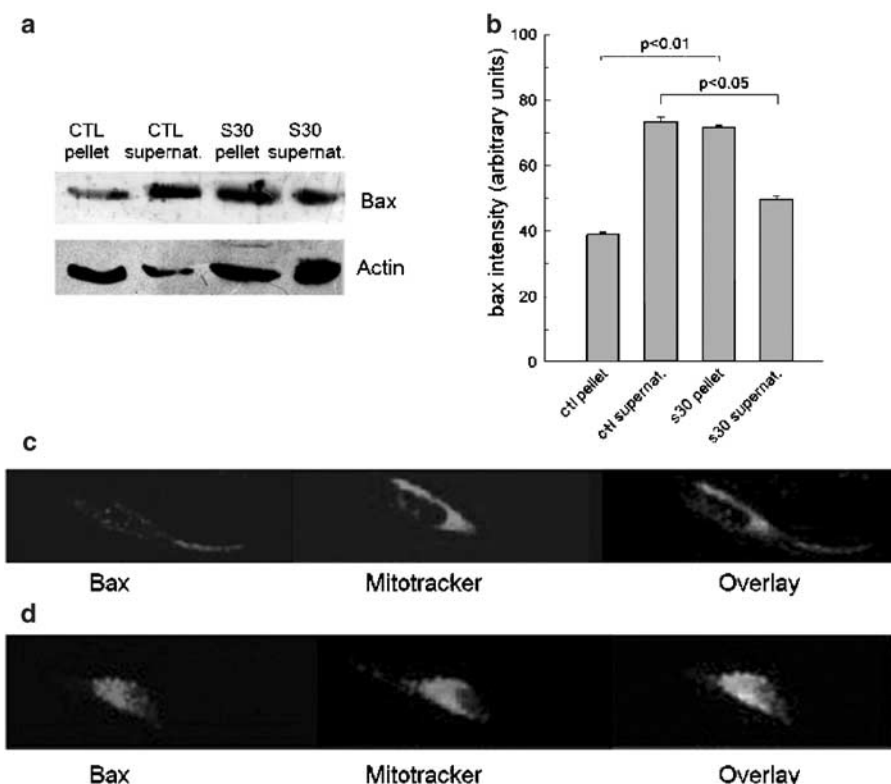 a
CTL CTL S30 S30
pellet supernat. pellet supernat.
Bax
Actin
b
bax intensity (arbitrary units)
100
80
60
40
20
0
p<0.01
p<0.05
ctl pellet
ctl supernat.
s30 pellet
s30 supernat.
c
Bax Mitotracker Overlay
d
Bax Mitotracker Overlay